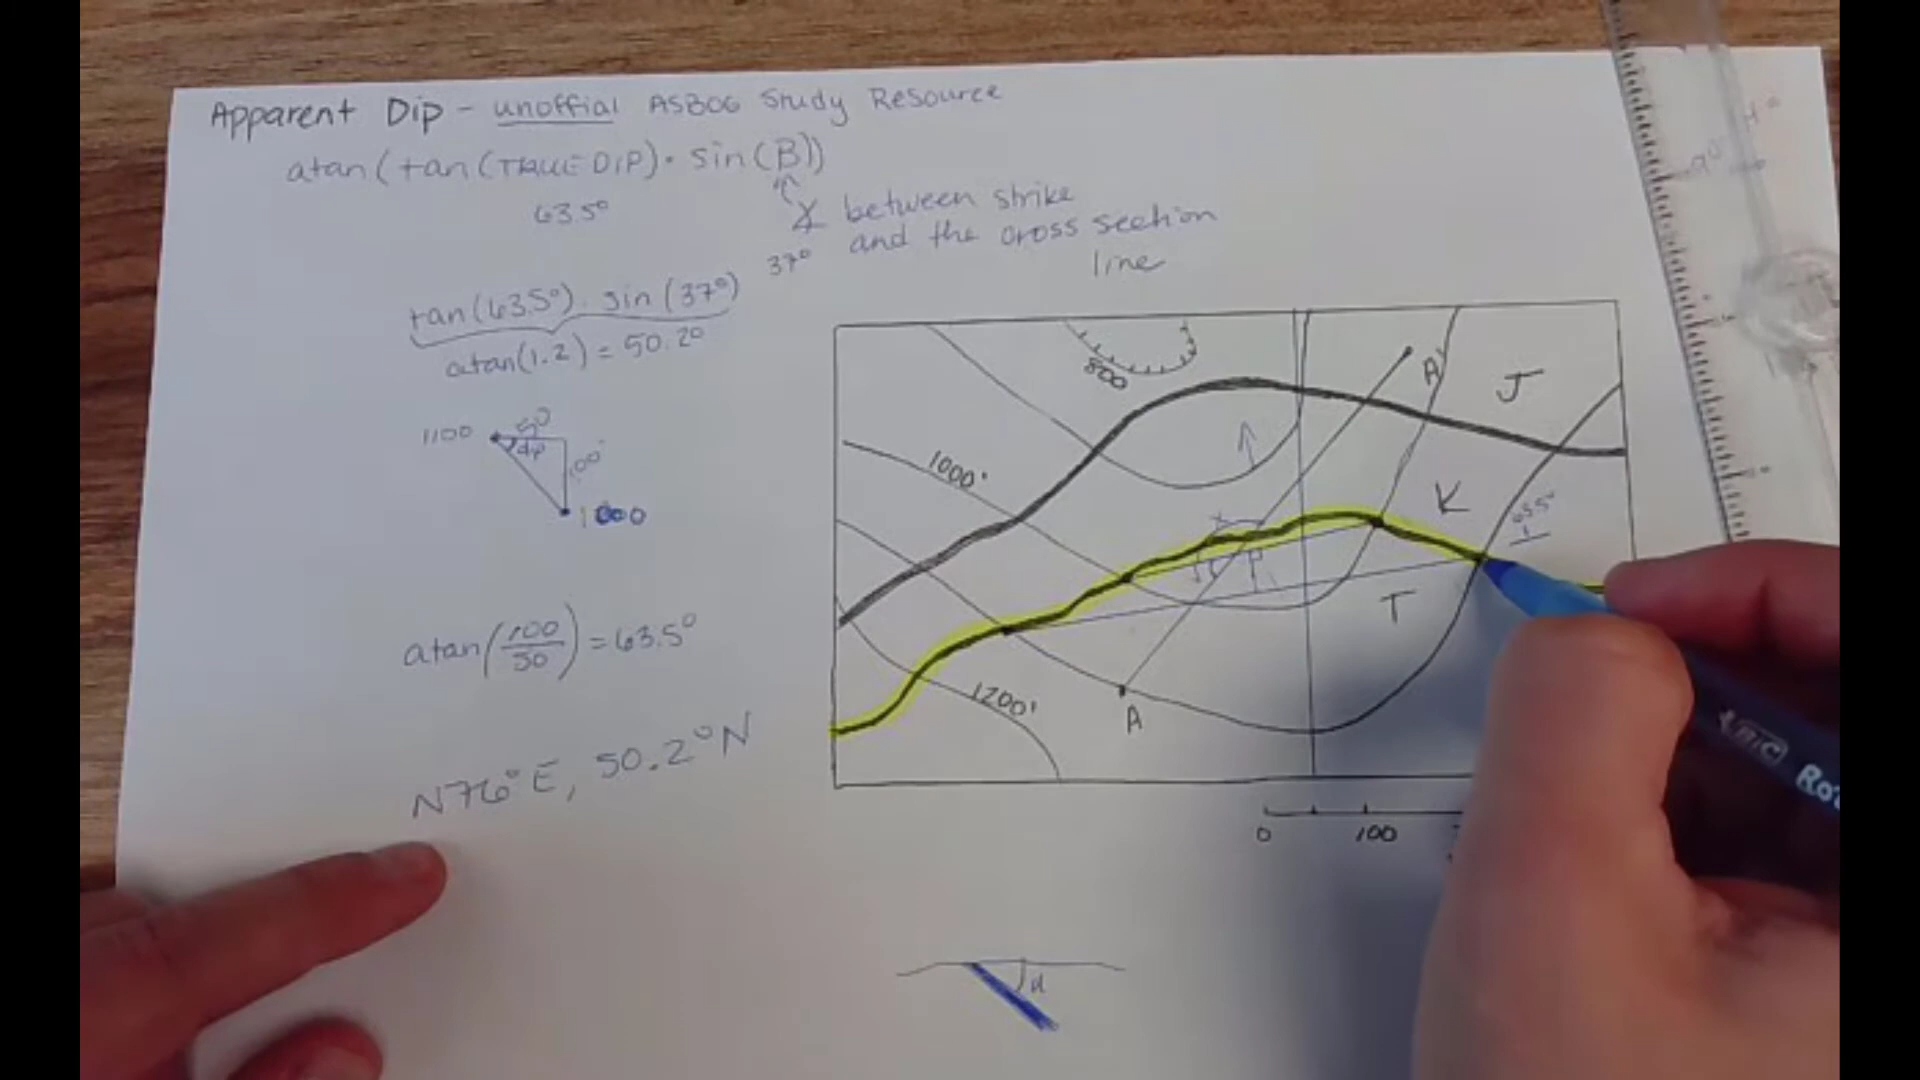 Apparent Dip - unoffial ASBOG Study Resource
atan(tan(TRUE DIP) · sin(B))
63.5°
∡ between strike
37° and the cross section
line
tan(63.5°) · sin(37°)
atan(1.2) = 50.2°
1100
50
dip
100'
1000
atan(100/50) = 63.5°
N76°E, 50.2°N
800
A'
J
1000'
K
63.5°
T
1200'
A
0 100
BIC